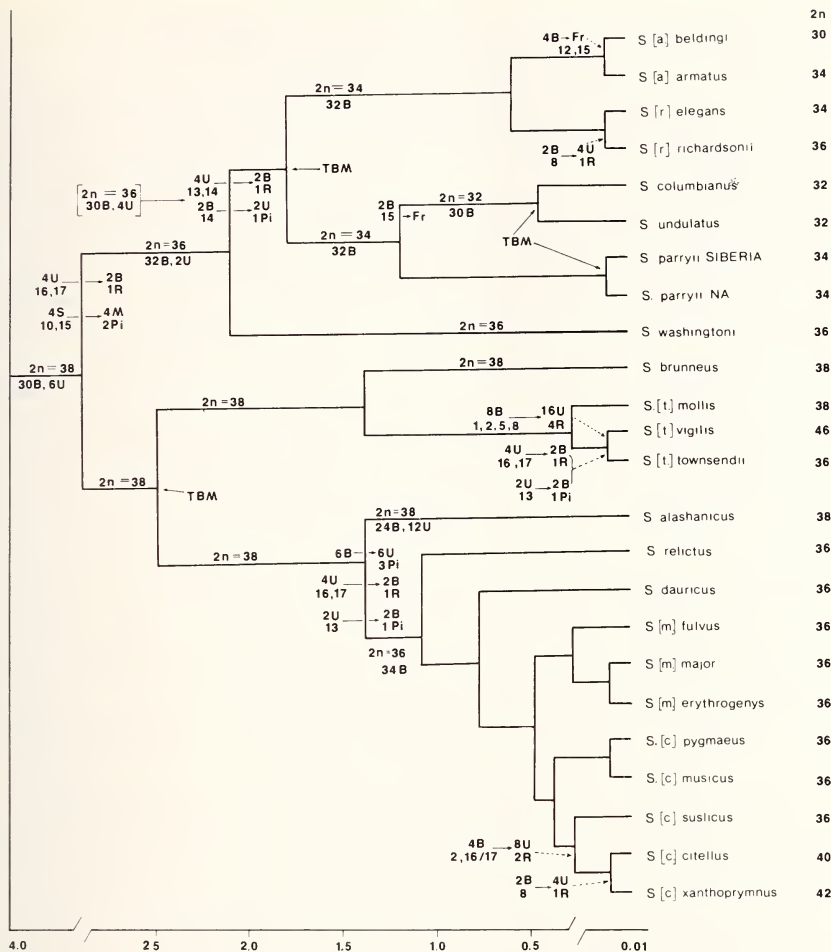 2n
4B → Fr
12,15
S [a] beldingi 30
S [a] armatus 34
2n = 34
32B
S [r] elegans 34
2B → 4U
8 1R
S [r] richardsonii 36
TBM
4U → 2B
13,14 1R
2B → 2U
14 1Pi
[2n = 36
30B, 4U]
2B → Fr
15
2n = 32
30B
S columbianus 32
S undulatus 32
TBM
2n = 34
32B
S parryii SIBERIA 34
S. parryii NA 34
2n = 36
32B, 2U
4U → 2B
16,17 1R
4S → 4M
10,15 2Pi
2n = 36
S washingtoni 36
2n = 38
30B, 6U
2n = 38
S brunneus 38
2n = 38
8B → 16U
1,2,5,8 4R
S. [t.] mollis 38
S [t] vigilis 46
4U → 2B
16,17 1R
S [t.] townsendii 36
2U → 2B
13 1Pi
2n = 38
TBM
2n = 38
24B, 12U
S alashanicus 38
2n = 38
6B → 6U
3Pi
S relictus 36
4U → 2B
16,17 1R
S dauricus 36
2U → 2B
13 1Pi
S [m.] fulvus 36
2n = 36
34B
S [m] major 36
S [m] erythrogenys 36
S. [c] pygmaeus 36
S. [c] musicus 36
S [c] suslicus 36
4B → 8U
2,16/17 2R
S [c] citellus 40
2B → 4U
8 1R
S [c] xanthoprymnus 42
4.0 2 5 2.0 1.5 1.0 0.5 0.01